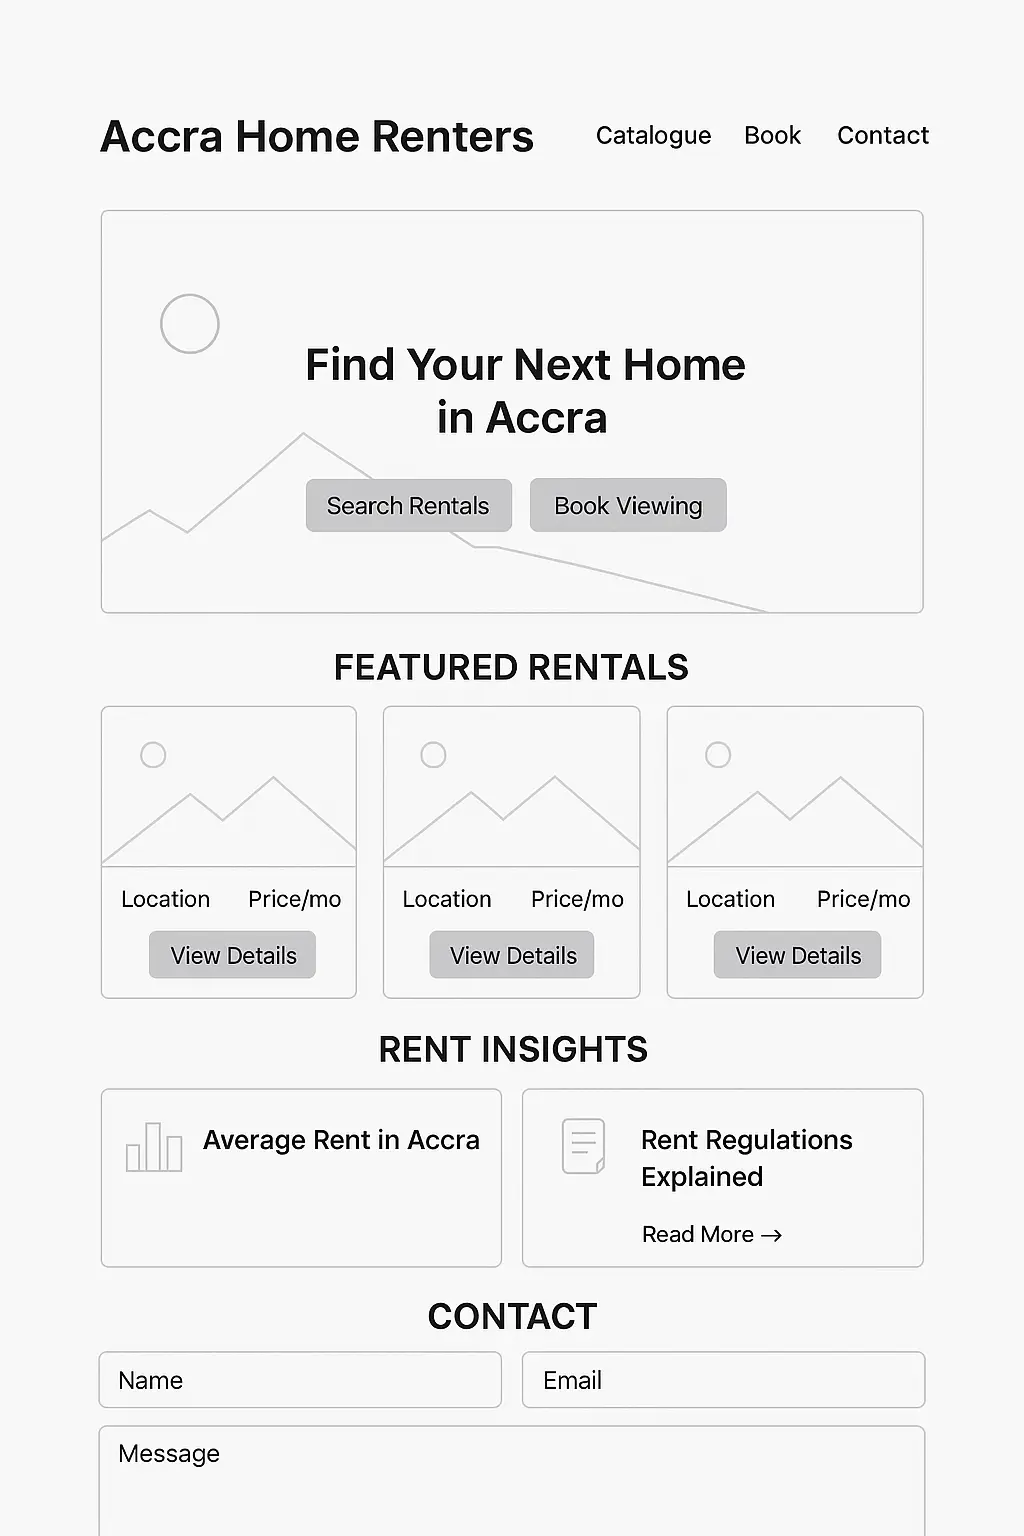 Accra Home Renters
Catalogue Book Contact
Find Your Next Home
in Accra
Search Rentals
Book Viewing
FEATURED RENTALS
Location Price/mo
View Details
Location Price/mo
View Details
Location Price/mo
View Details
RENT INSIGHTS
Average Rent in Accra
Rent Regulations
Explained
Read More →
CONTACT
Name
Email
Message